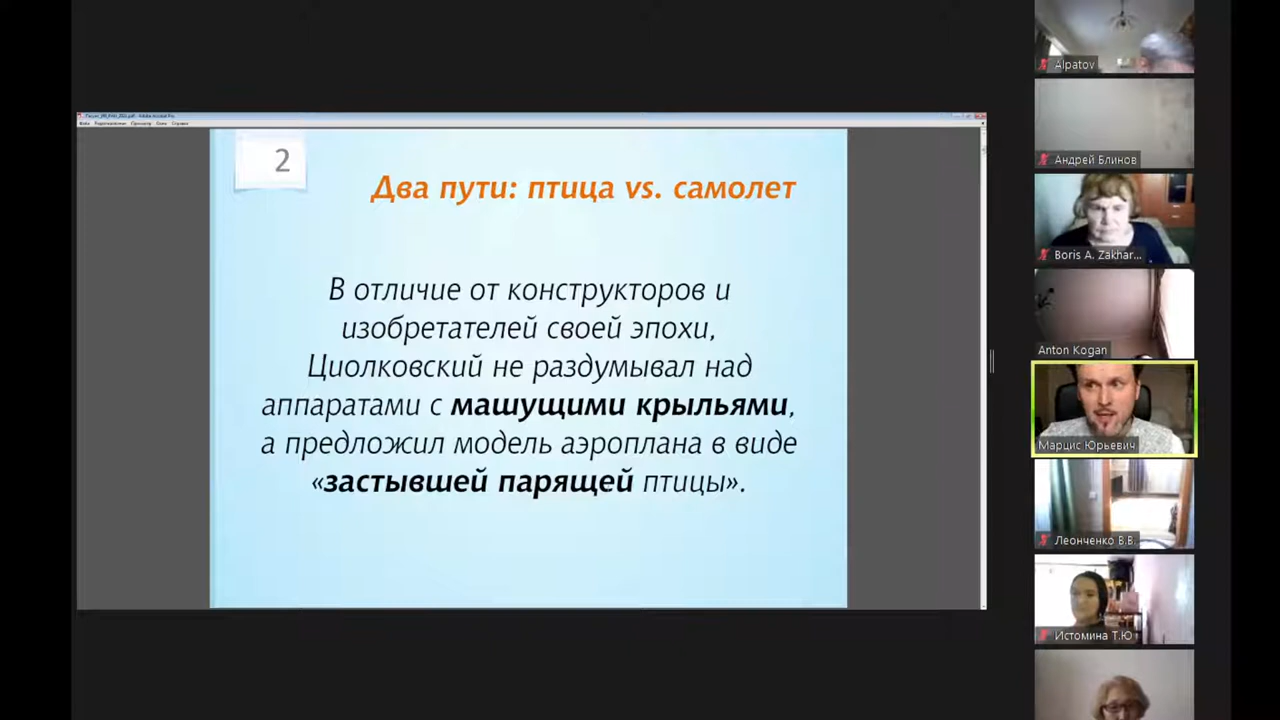 2
Два пути: птица vs. самолет
В отличие от конструкторов и
изобретателей своей эпохи,
Циолковский не раздумывал над
аппаратами с машущими крыльями,
а предложил модель аэроплана в виде
«застывшей парящей птицы».
Alpatov
Андрей Блинов
Boris A. Zakhar...
Anton Kogan
Марцис Юрьевич
Леонченко В.В.
Истомина Т.Ю